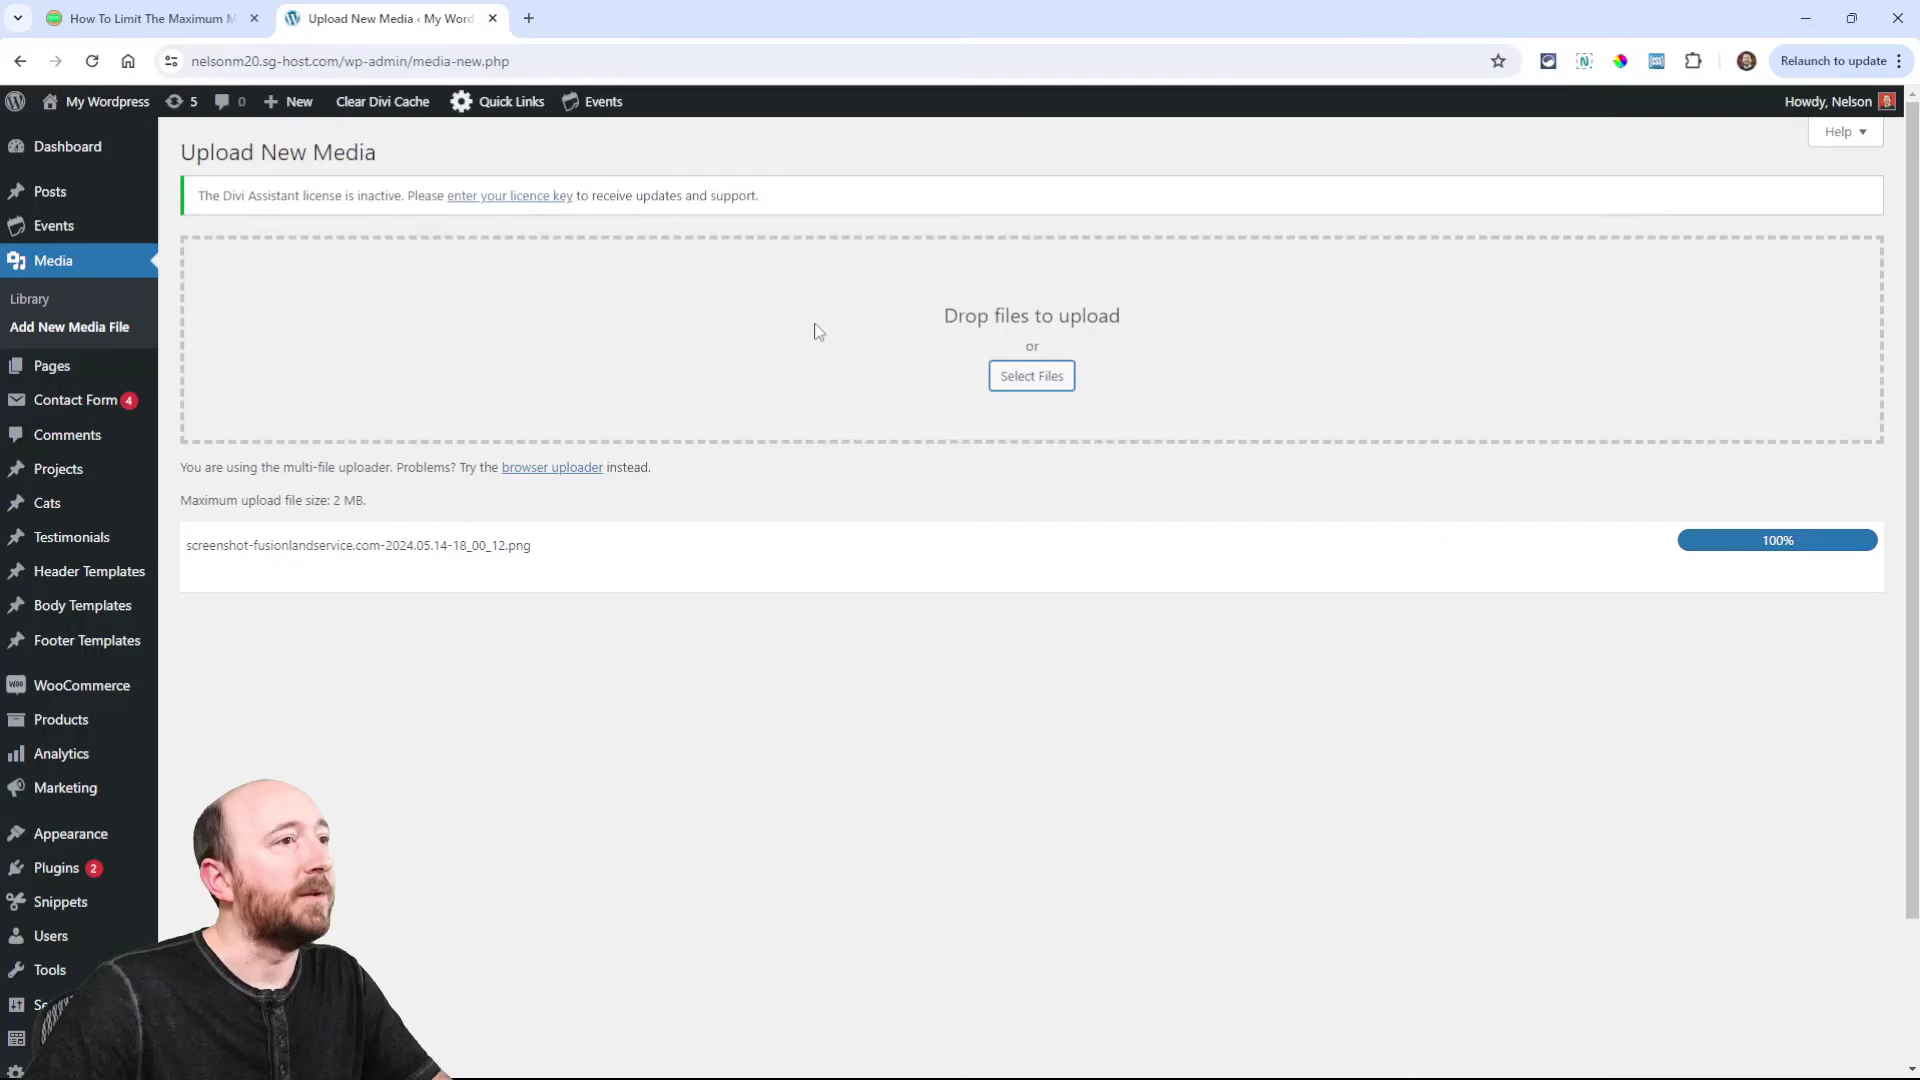 How To Limit The Maximum M
Upload New Media ‹ My Word
nelsonm20.sg-host.com/wp-admin/media-new.php
Relaunch to update
My Wordpress
5
0
New
Clear Divi Cache
Quick Links
Events
Howdy, Nelson
Help
Dashboard
Posts
Events
Media
Library
Add New Media File
Pages
Contact Form 4
Comments
Projects
Cats
Testimonials
Header Templates
Body Templates
Footer Templates
WooCommerce
Products
Analytics
Marketing
Appearance
Plugins 2
Snippets
Users
Tools
Upload New Media
The Divi Assistant license is inactive. Please enter your licence key to receive updates and support.
Drop files to upload
or
Select Files
You are using the multi-file uploader. Problems? Try the browser uploader instead.
Maximum upload file size: 2 MB.
screenshot-fusionlandservice.com-2024.05.14-18_00_12.png
100%